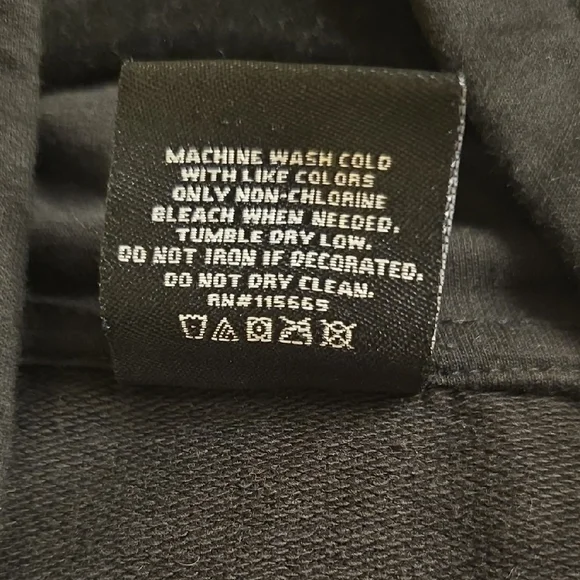 MACHINE WASH COLD
WITH LIKE COLORS
ONLY NON-CHLORINE
BLEACH WHEN NEEDED.
TUMBLE DRY LOW.
DO NOT IRON IF DECORATED.
DO NOT DRY CLEAN.
RN#115665